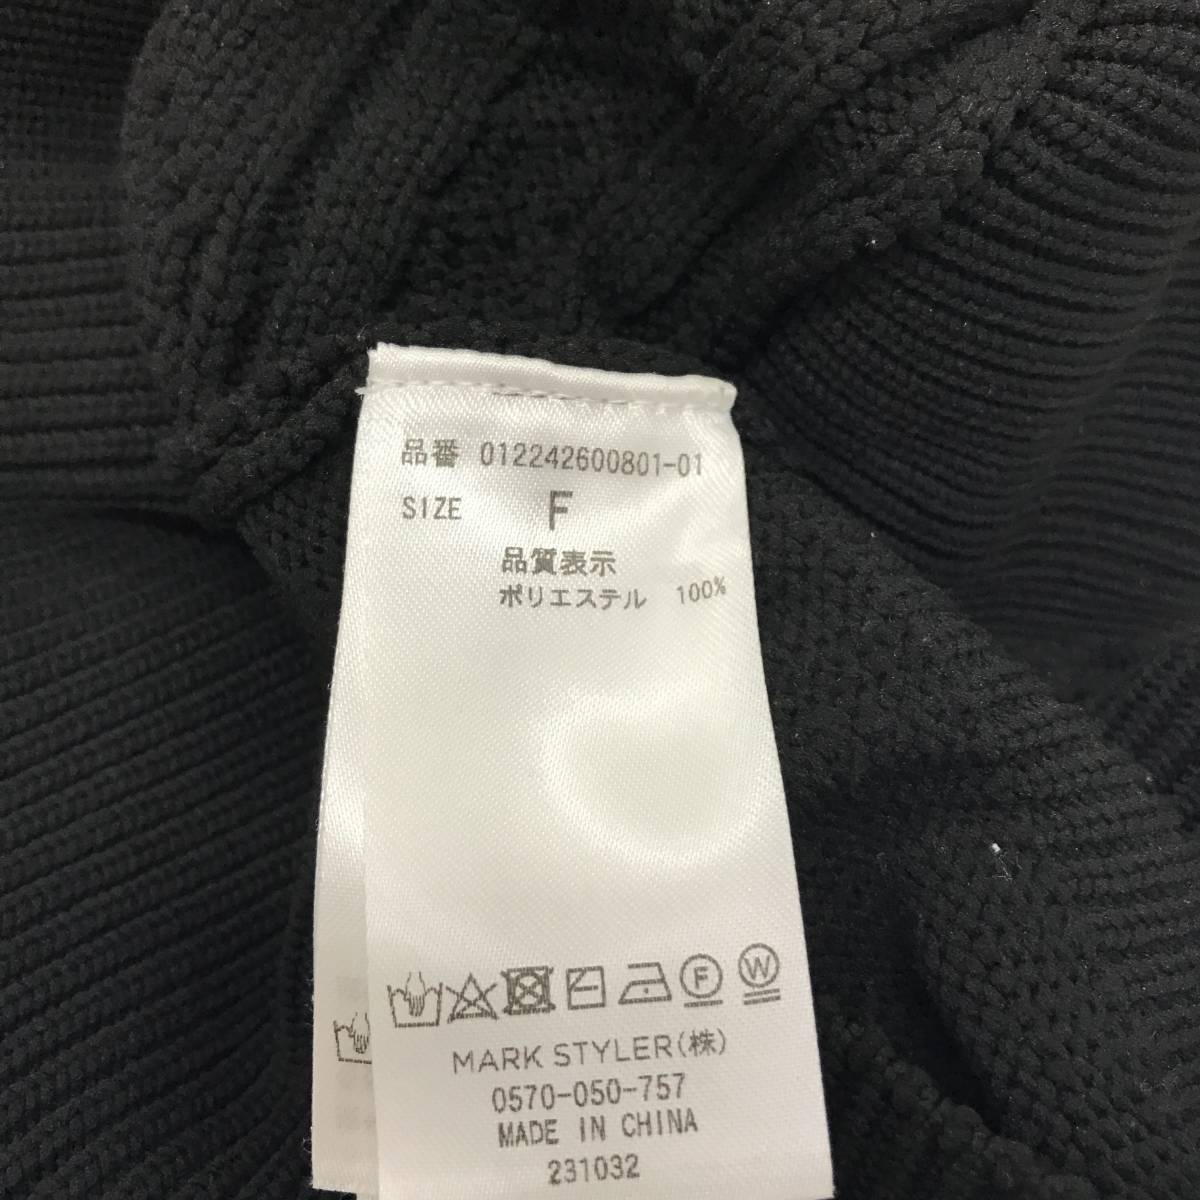 品番 012242600801-01
SIZE F
品質表示
ポリエステル 100%
F W
MARK STYLER(株)
0570-050-757
MADE IN CHINA
231032